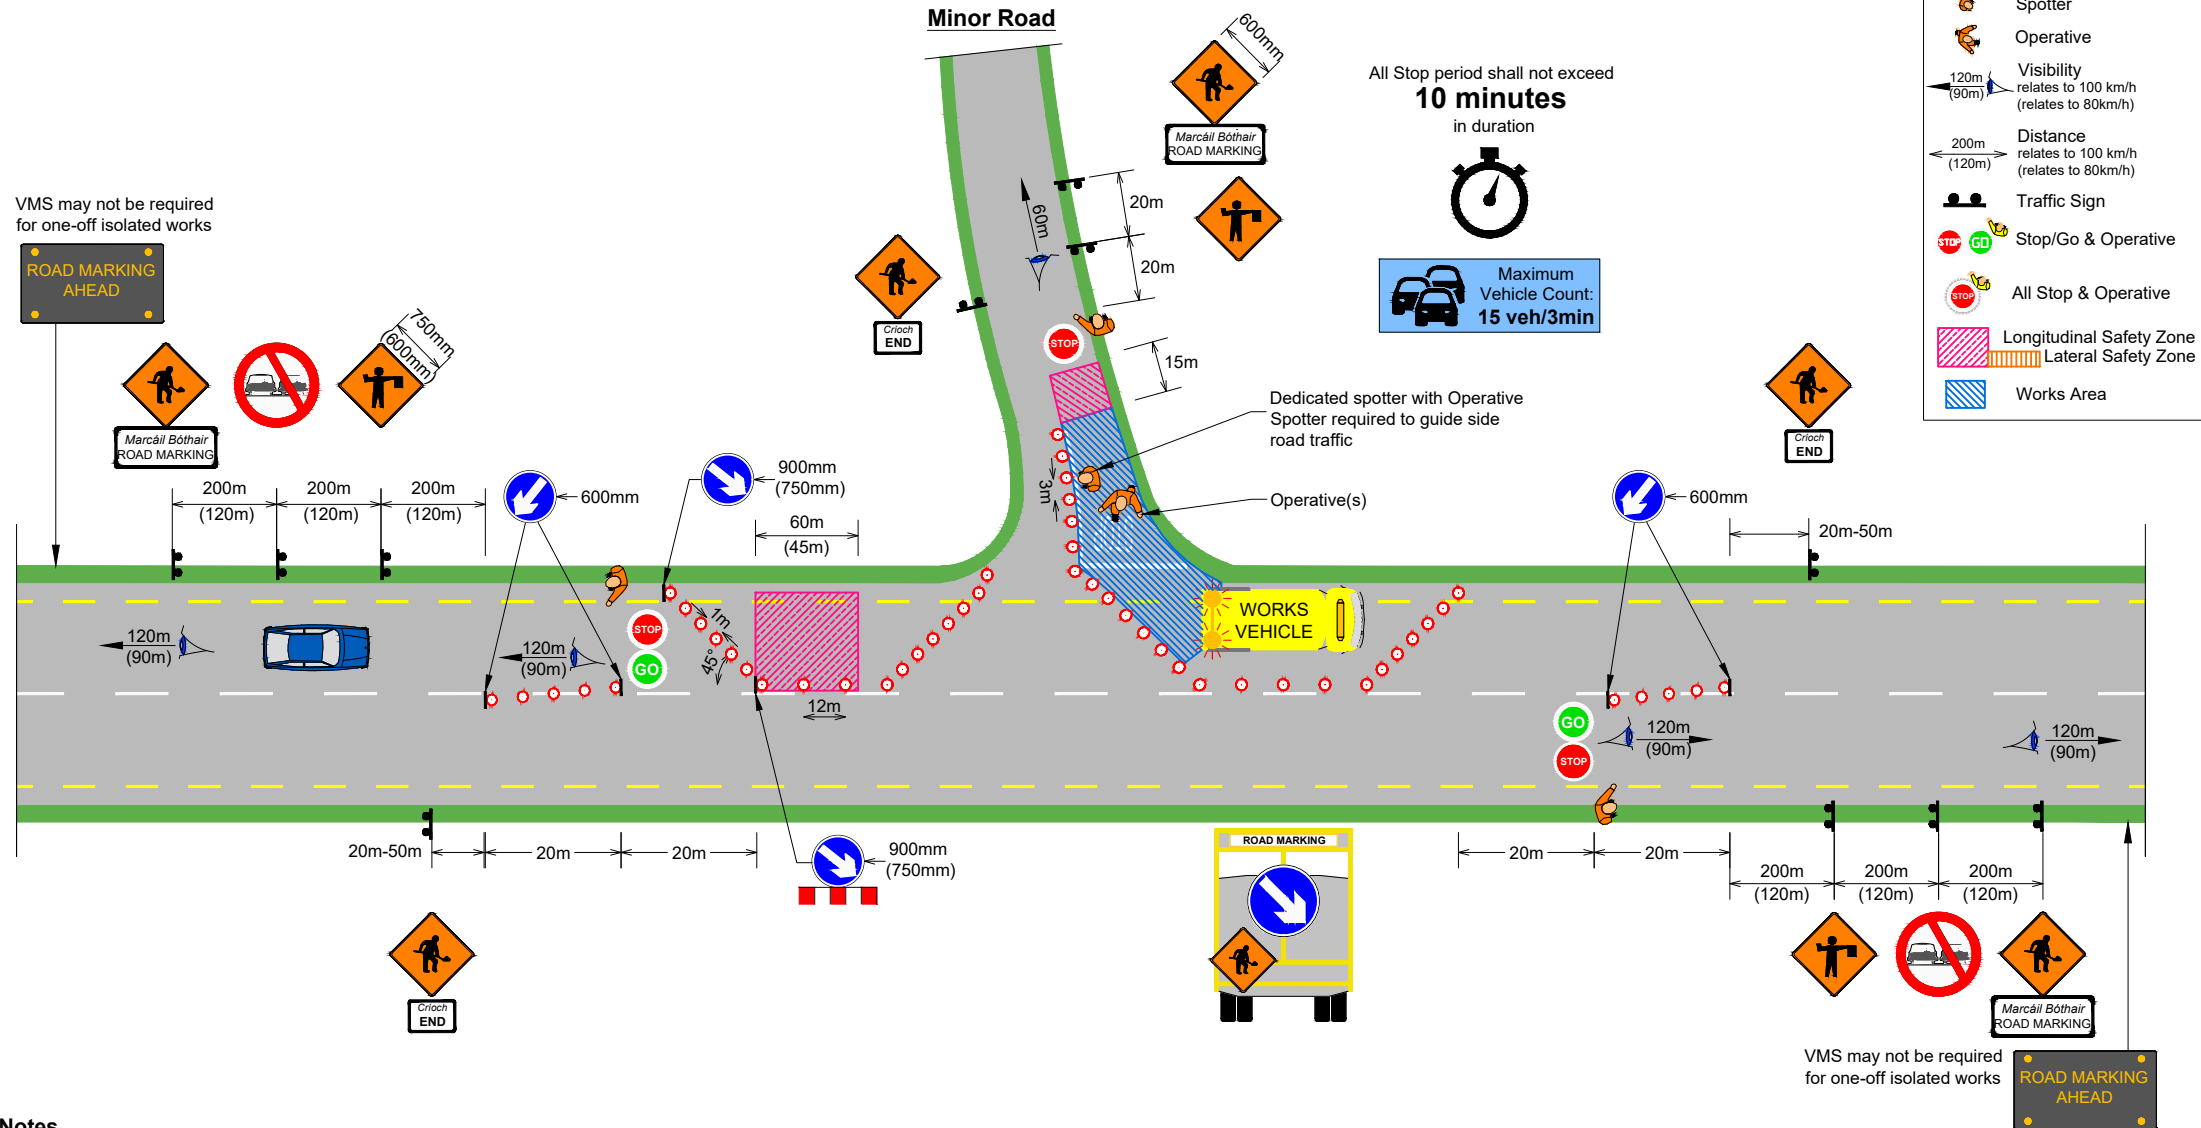 Minor Road
600mm
Marcáil Bóthair
ROAD MARKING
All Stop period shall not exceed
10 minutes
in duration
Maximum
Vehicle Count:
15 veh/3min
Spotter
Operative
120m
(90m)
Visibility
relates to 100 km/h
(relates to 80km/h)
200m
(120m)
Distance
relates to 100 km/h
(relates to 80km/h)
Traffic Sign
STOP
GO
Stop/Go & Operative
STOP
All Stop & Operative
Longitudinal Safety Zone
Lateral Safety Zone
Works Area
VMS may not be required
for one-off isolated works
ROAD MARKING
AHEAD
Marcáil Bóthair
ROAD MARKING
750mm
(600mm)
200m
(120m)
200m
(120m)
200m
(120m)
600mm
900mm
(750mm)
60m
(45m)
Críoch
END
60m
20m
20m
STOP
15m
Dedicated spotter with Operative
Spotter required to guide side
road traffic
Operative(s)
3m
Críoch
END
600mm
20m-50m
120m
(90m)
120m
(90m)
STOP
GO
1m
45°
12m
WORKS
VEHICLE
GO
STOP
120m
(90m)
120m
(90m)
20m-50m
20m
20m
900mm
(750mm)
Críoch
END
ROAD MARKING
20m
20m
200m
(120m)
200m
(120m)
200m
(120m)
Marcáil Bóthair
ROAD MARKING
VMS may not be required
for one-off isolated works
ROAD MARKING
AHEAD
Notes